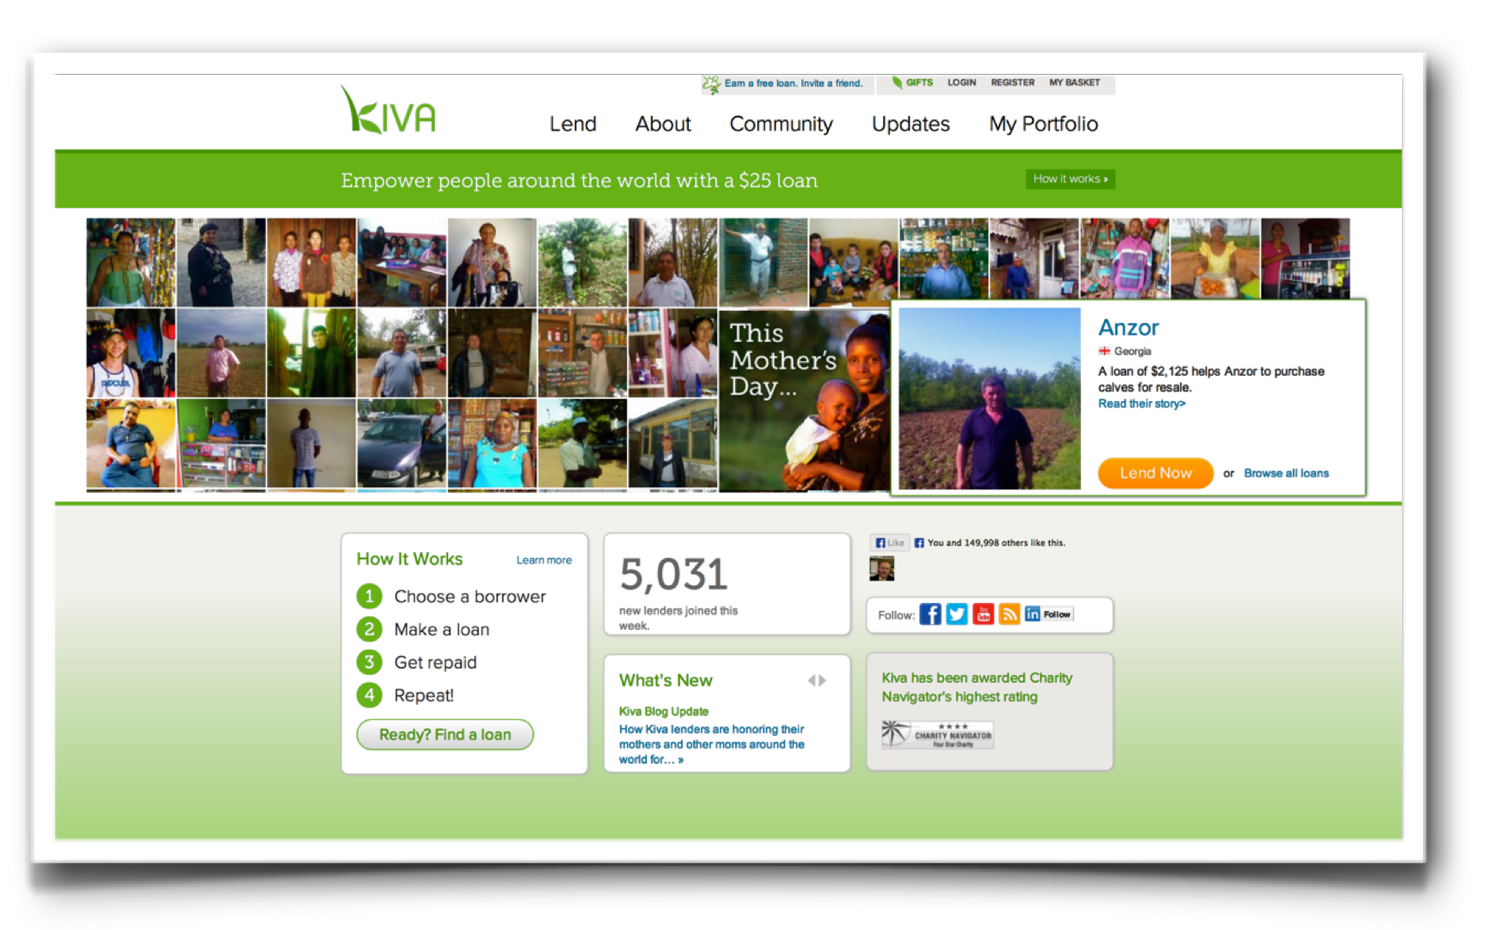 Earn a free loan. Invite a friend.
GIFTS LOGIN REGISTER MY BASKET
KIVA
Lend About Community Updates My Portfolio
Empower people around the world with a $25 loan
How it works »
This
Mother's
Day...
RIPCURL
Anzor
Georgia
A loan of $2,125 helps Anzor to purchase
calves for resale.
Read their story>
Lend Now or Browse all loans
How It Works Learn more
1 Choose a borrower
2 Make a loan
3 Get repaid
4 Repeat!
Ready? Find a loan
5,031
new lenders joined this
week.
What's New
Kiva Blog Update
How Kiva lenders are honoring their
mothers and other moms around the
world for... »
Like You and 149,998 others like this.
Follow: You Tube in Follow
Kiva has been awarded Charity
Navigator's highest rating
CHARITY NAVIGATOR
Four Star Charity